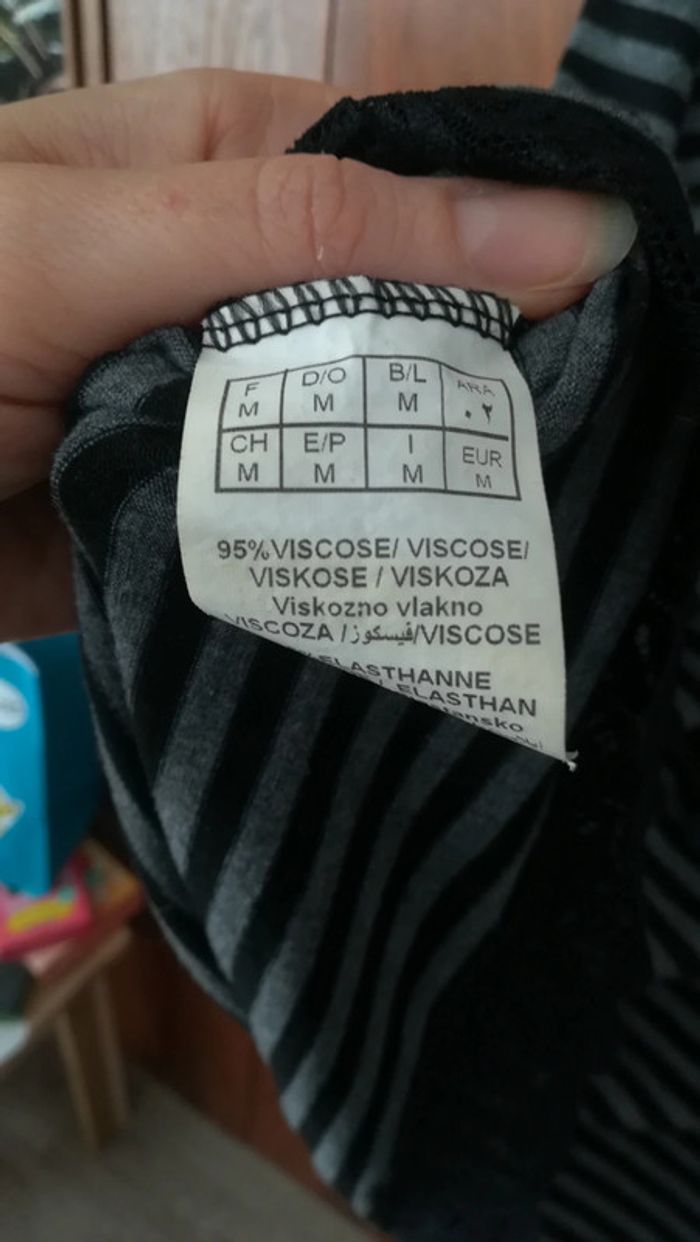 F D/O B/L ARA
M M M ٠٢
CH E/P I EUR
M M M M
95%VISCOSE/ VISCOSE/
VISKOSE / VISKOZA
Viskozno vlakno
VISCOZA /فيسكوز/VISCOSE
ELASTHANNE
ELASTHAN